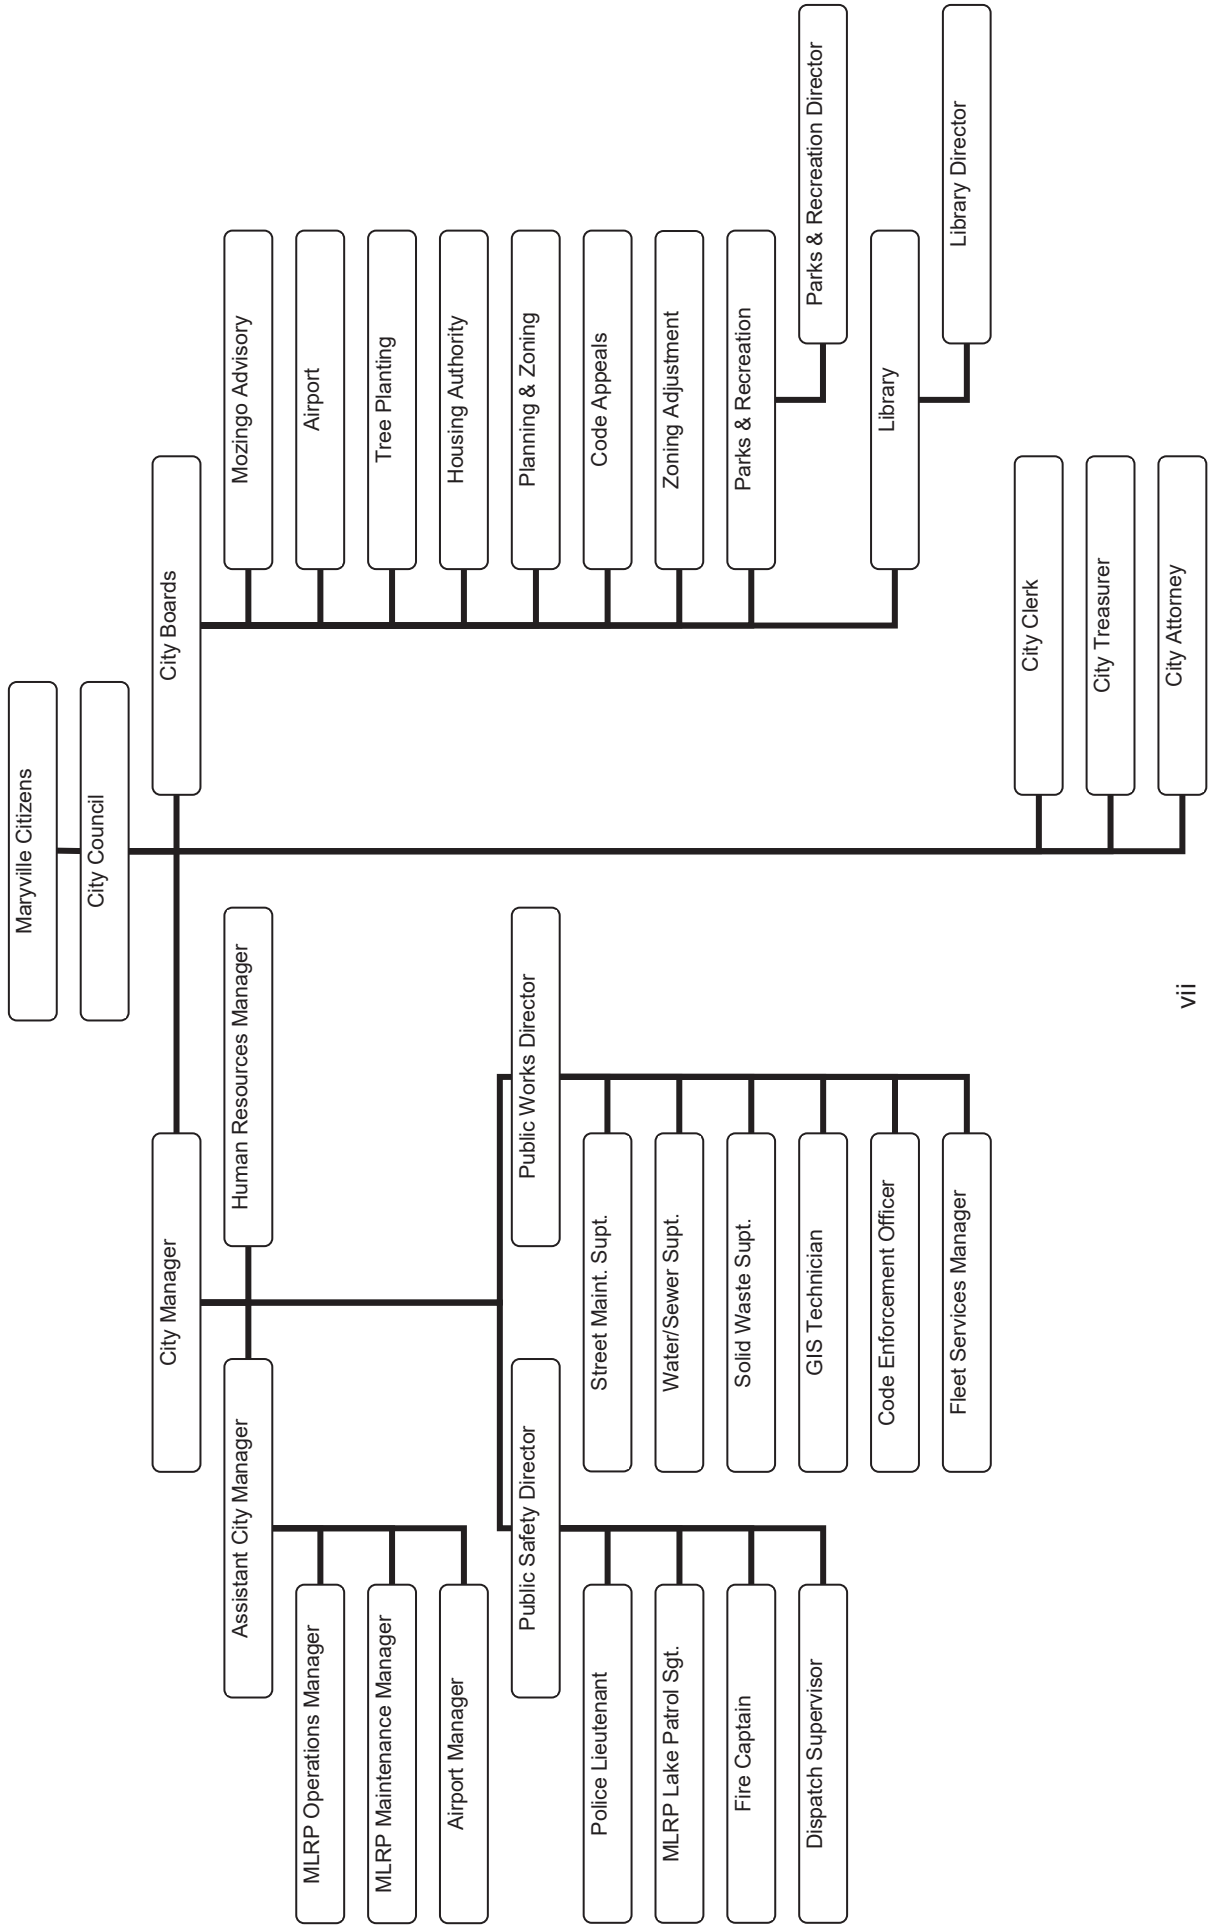 Maryville Citizens
City Council
City Manager
City Boards
Assistant City Manager
Human Resources Manager
Mozingo Advisory
MLRP Operations Manager
Airport
MLRP Maintenance Manager
Tree Planting
Airport Manager
Housing Authority
Public Safety Director
Public Works Director
Planning & Zoning
Police Lieutenant
Street Maint. Supt.
Code Appeals
MLRP Lake Patrol Sgt.
Water/Sewer Supt.
Zoning Adjustment
Fire Captain
Solid Waste Supt.
Parks & Recreation
Dispatch Supervisor
GIS Technician
Parks & Recreation Director
Code Enforcement Officer
Library
Fleet Services Manager
Library Director
City Clerk
City Treasurer
City Attorney
vii